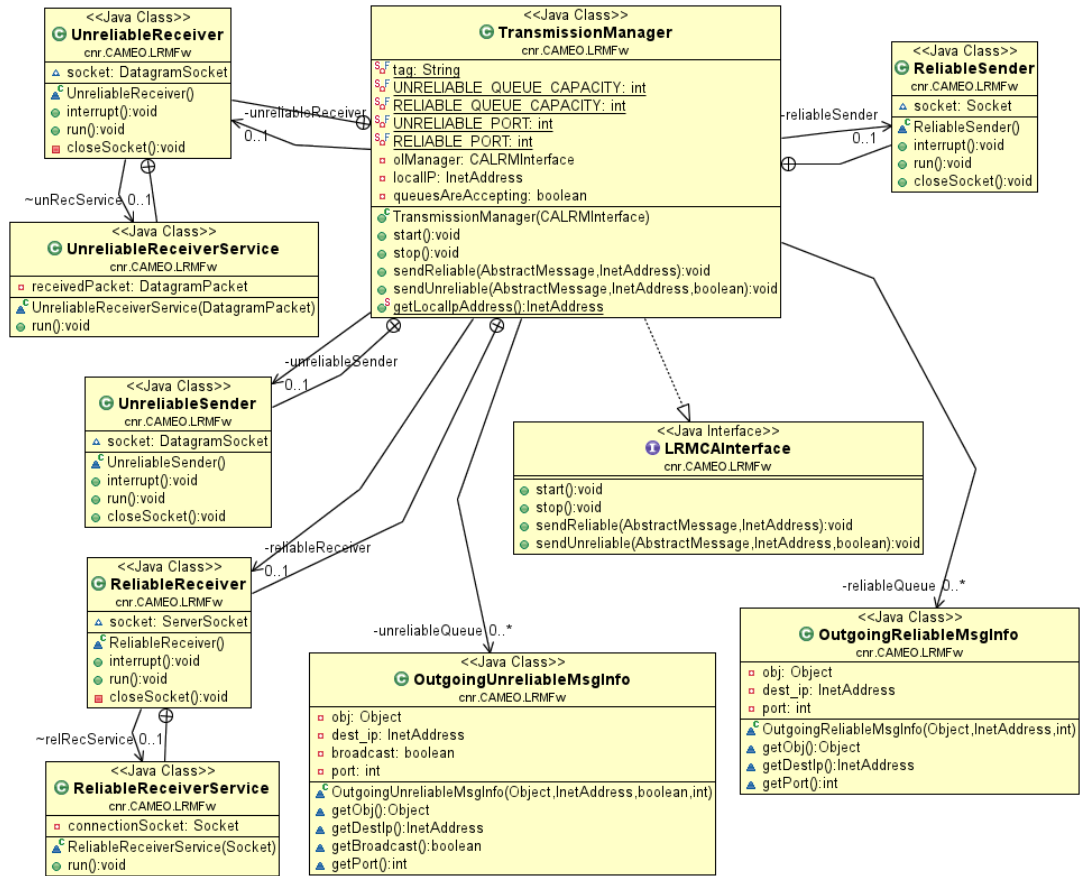 <<Java Class>>
UnreliableReceiver
cnr.CAMEO.LRMFw
socket: DatagramSocket
UnreliableReceiver()
interrupt():void
run():void
closeSocket():void
<<Java Class>>
TransmissionManager
cnr.CAMEO.LRMFw
tag: String
UNRELIABLE_QUEUE_CAPACITY: int
RELIABLE_QUEUE_CAPACITY: int
UNRELIABLE_PORT: int
RELIABLE_PORT: int
olManager: CALRMInterface
localIP: InetAddress
queuesAreAccepting: boolean
TransmissionManager(CALRMInterface)
start():void
stop():void
sendReliable(AbstractMessage,InetAddress):void
sendUnreliable(AbstractMessage,InetAddress,boolean):void
getLocalIpAddress():InetAddress
<<Java Class>>
ReliableSender
cnr.CAMEO.LRMFw
socket: Socket
ReliableSender()
interrupt():void
run():void
closeSocket():void
-unreliableReceiver
0..1
-reliableSender
0..1
~unRecService 0..1
<<Java Class>>
UnreliableReceiverService
cnr.CAMEO.LRMFw
receivedPacket: DatagramPacket
UnreliableReceiverService(DatagramPacket)
run():void
-unreliableSender
0..1
<<Java Class>>
UnreliableSender
cnr.CAMEO.LRMFw
socket: DatagramSocket
UnreliableSender()
interrupt():void
run():void
closeSocket():void
<<Java Interface>>
LRMCAInterface
cnr.CAMEO.LRMFw
start():void
stop():void
sendReliable(AbstractMessage,InetAddress):void
sendUnreliable(AbstractMessage,InetAddress,boolean):void
-reliableReceiver
0..1
<<Java Class>>
ReliableReceiver
cnr.CAMEO.LRMFw
socket: ServerSocket
ReliableReceiver()
interrupt():void
run():void
closeSocket():void
-reliableQueue 0..*
-unreliableQueue 0..*
<<Java Class>>
OutgoingReliableMsgInfo
cnr.CAMEO.LRMFw
obj: Object
dest_ip: InetAddress
port: int
OutgoingReliableMsgInfo(Object,InetAddress,int)
getObj():Object
getDestIp():InetAddress
getPort():int
<<Java Class>>
OutgoingUnreliableMsgInfo
cnr.CAMEO.LRMFw
obj: Object
dest_ip: InetAddress
broadcast: boolean
port: int
OutgoingUnreliableMsgInfo(Object,InetAddress,boolean,int)
getObj():Object
getDestIp():InetAddress
getBroadcast():boolean
getPort():int
~relRecService 0..1
<<Java Class>>
ReliableReceiverService
cnr.CAMEO.LRMFw
connectionSocket: Socket
ReliableReceiverService(Socket)
run():void